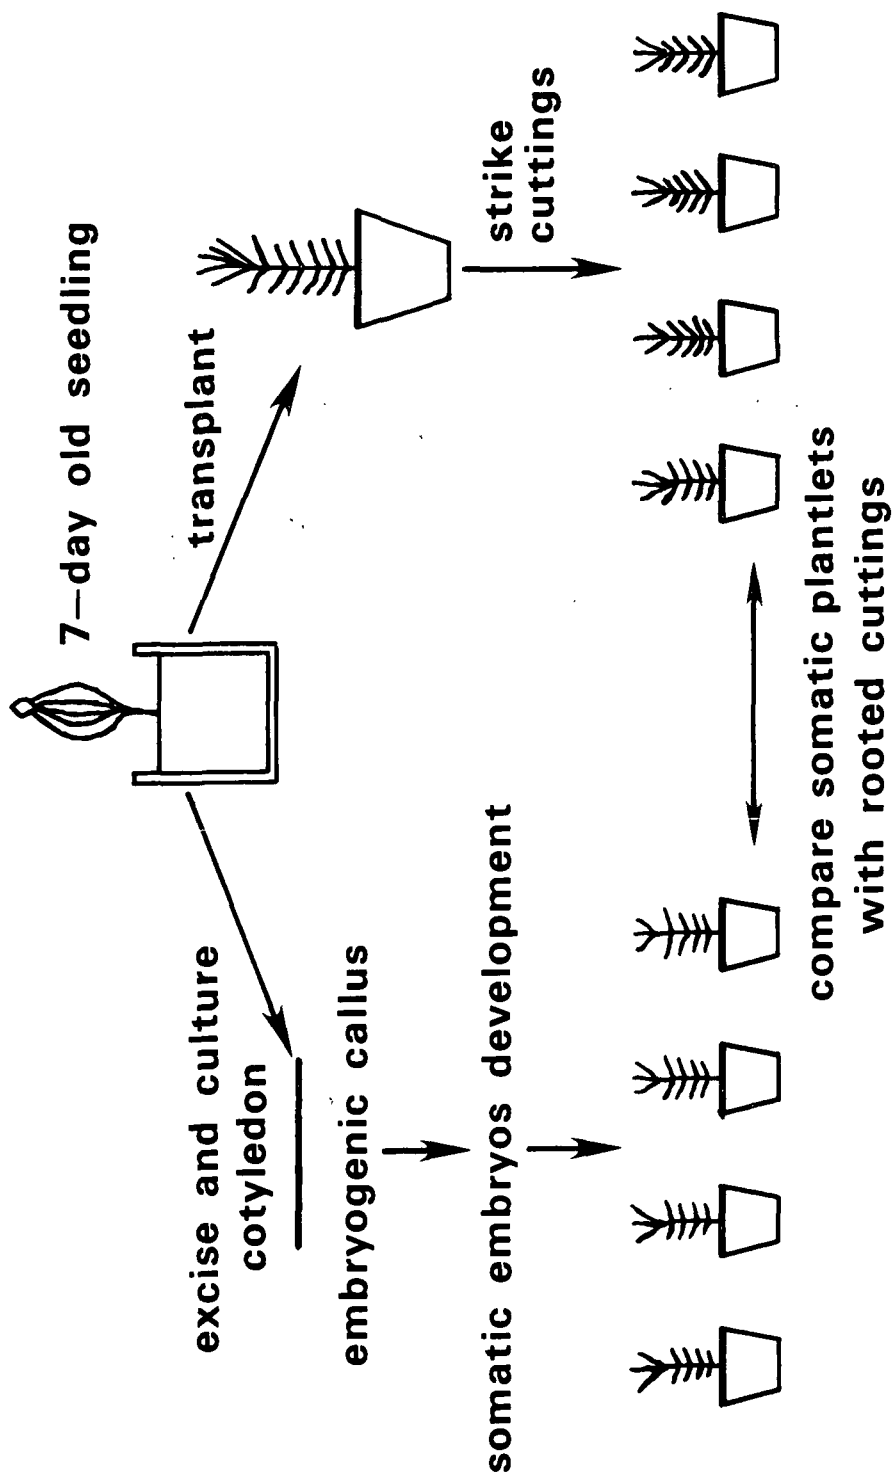 7—day old seedling
excise and culture
cotyledon
transplant
embryogenic callus
somatic embryos development
strike
cuttings
compare somatic plantlets
with rooted cuttings